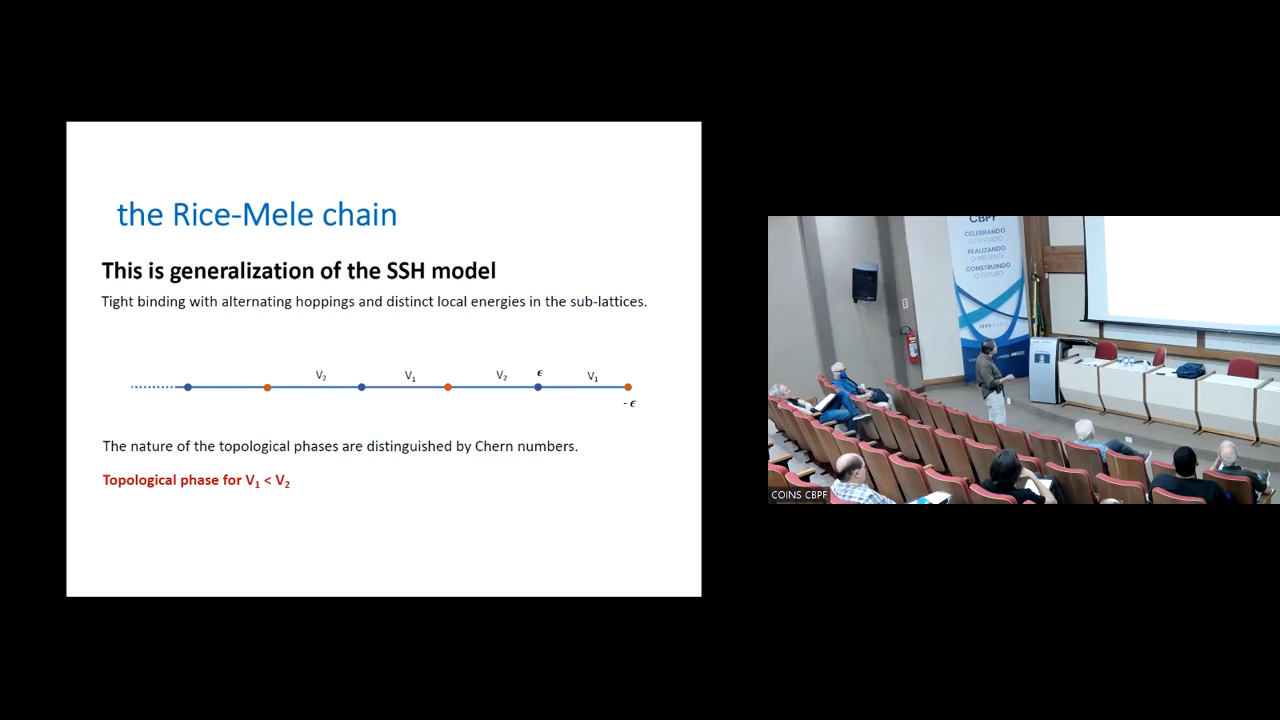 the Rice-Mele chain
This is generalization of the SSH model
Tight binding with alternating hoppings and distinct local energies in the sub-lattices.
V₂ V₁ V₂ ϵ V₁
- ϵ
The nature of the topological phases are distinguished by Chern numbers.
Topological phase for V₁ < V₂
CBPF
CELEBRANDO
O PASSADO
REALIZANDO
O PRESENTE
CONSTRUINDO
O FUTURO
COINS CBPF